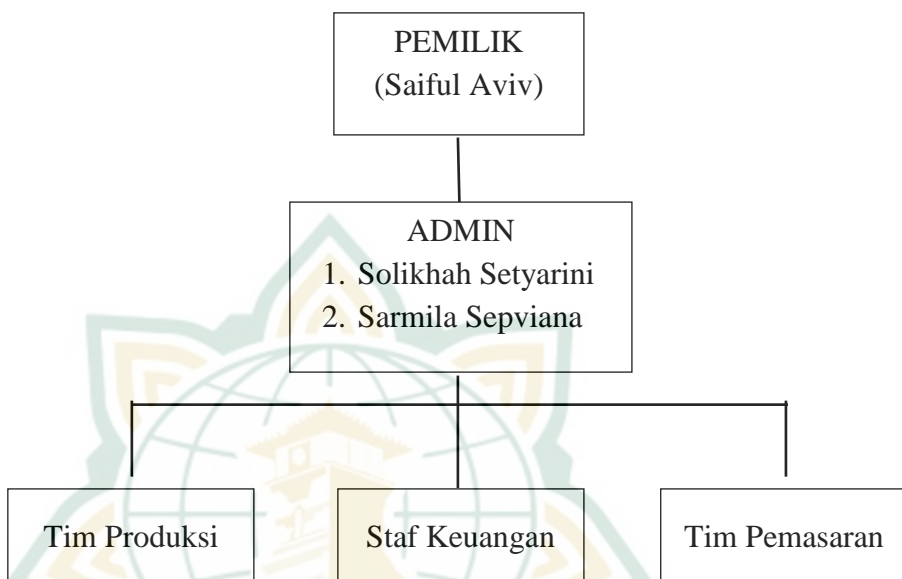 PEMILIK
(Saiful Aviv)
ADMIN
1. Solikhah Setyarini
2. Sarmila Sepviana
Tim Produksi
Staf Keuangan
Tim Pemasaran